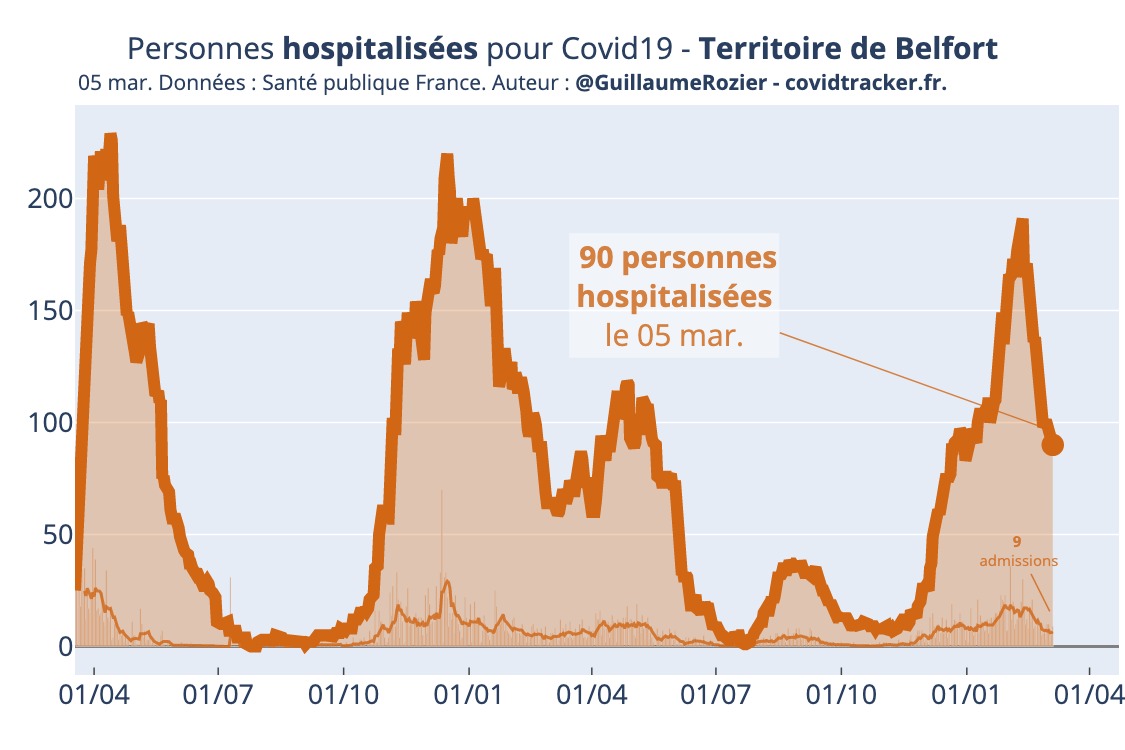 Personnes hospitalisées pour Covid19 - Territoire de Belfort
05 mar. Données : Santé publique France. Auteur : @GuillaumeRozier - covidtracker.fr.
200
150
100
50
0
90 personnes
hospitalisées
le 05 mar.
9
admissions
01/04
01/07
01/10
01/01
01/04
01/07
01/10
01/01
01/04